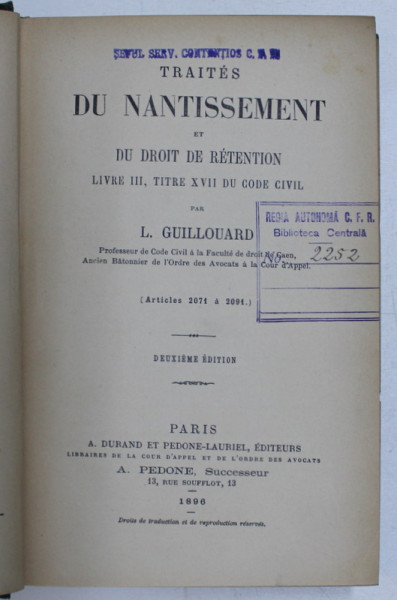 ȘEFUL SERV. CONTENȚIOS C. F. R.
TRAITÉS
DU NANTISSEMENT
ET
DU DROIT DE RÉTENTION
LIVRE III, TITRE XVII DU CODE CIVIL
PAR
L. GUILLOUARD
REGIA AUTONOMĂ C. F. R.
Biblioteca Centrală
No. 2252
Professeur de Code Civil à la Faculté de droit de Caen,
Ancien Bâtonnier de l'Ordre des Avocats à la Cour d'Appel.
(Articles 2071 à 2091.)
DEUXIÈME ÉDITION
PARIS
A. DURAND ET PEDONE-LAURIEL, ÉDITEURS
LIBRAIRES DE LA COUR D'APPEL ET DE L'ORDRE DES AVOCATS
A. PEDONE, Successeur
13, RUE SOUFFLOT, 13
1896
Droits de traduction et de reproduction réservés.